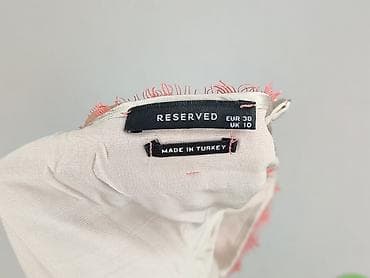 RESERVED
EUR 38
UK 10
MADE IN TURKEY